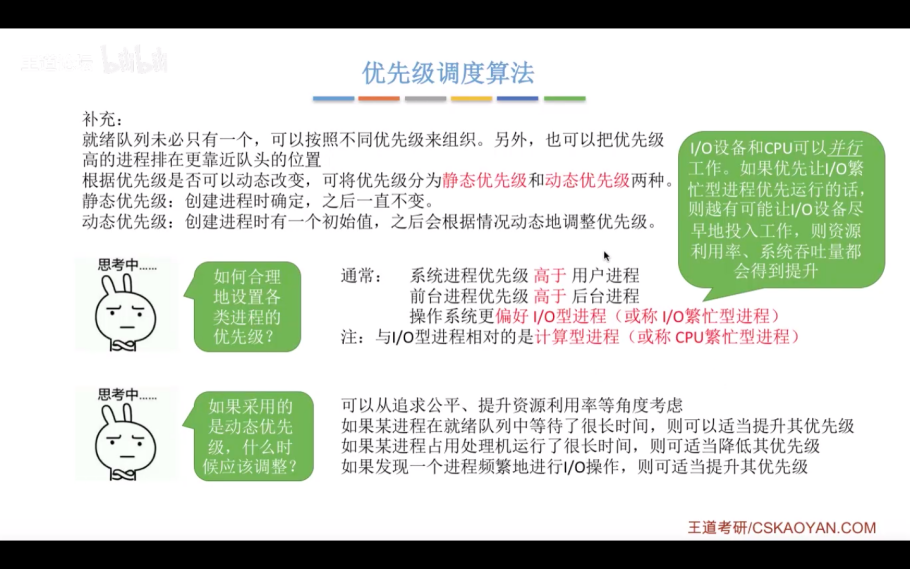 优先级调度算法
补充：
就绪队列未必只有一个，可以按照不同优先级来组织。另外，也可以把优先级
高的进程排在更靠近队头的位置
根据优先级是否可以动态改变，可将优先级分为静态优先级和动态优先级两种。
静态优先级：创建进程时确定，之后一直不变。
动态优先级：创建进程时有一个初始值，之后会根据情况动态地调整优先级。
I/O设备和CPU可以并行
工作。如果优先让I/O繁
忙型进程优先运行的话，
则越有可能让I/O设备尽
早地投入工作，则资源
利用率、系统吞吐量都
会得到提升
思考中......
如何合理
地设置各
类进程的
优先级？
通常： 系统进程优先级 高于 用户进程
前台进程优先级 高于 后台进程
操作系统更偏好 I/O型进程（或称 I/O繁忙型进程）
注：与I/O型进程相对的是计算型进程（或称 CPU繁忙型进程）
思考中......
如果采用的
是动态优先
级，什么时
候应该调整？
可以从追求公平、提升资源利用率等角度考虑
如果某进程在就绪队列中等待了很长时间，则可以适当提升其优先级
如果某进程占用处理机运行了很长时间，则可适当降低其优先级
如果发现一个进程频繁地进行I/O操作，则可适当提升其优先级
王道考研/CSKAOYAN.COM